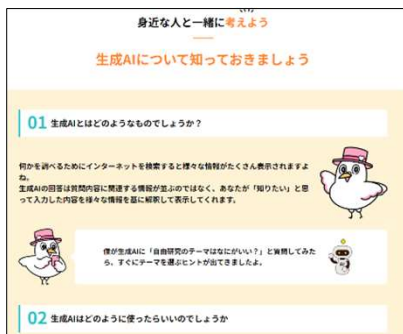 身近な人と一緒に考えよう
生成AIについて知っておきましょう
01 生成AIとはどのようなものでしょうか？
何かを調べるためにインターネットを検索すると様々な情報がたくさん表示されますよ
ね。
生成AIの回答は質問内容に関連する情報が並ぶのではなく、あなたが「知りたい」と思
って入力した内容を様々な情報を基に解釈して表示してくれます。
僕が生成AIに「自由研究のテーマはなにがいい？」と質問してみた
ら、すぐにテーマを選ぶヒントが出てきましたよ。
02 生成AIはどのように使ったらいいのでしょうか